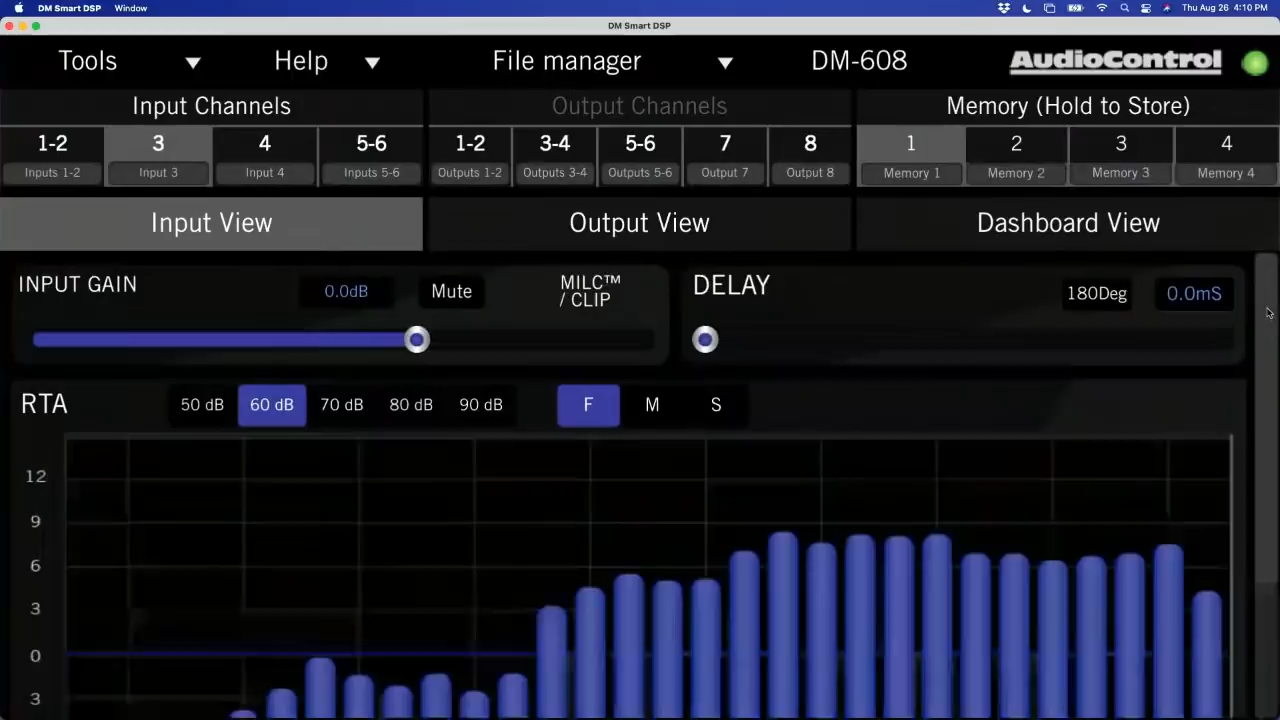 DM Smart DSP Window Thu Aug 26 4:10 PM
DM Smart DSP
Tools Help File manager DM-608 AudioControl
Input Channels Output Channels Memory (Hold to Store)
1-2 3 4 5-6 1-2 3-4 5-6 7 8 1 2 3 4
Inputs 1-2 Input 3 Input 4 Inputs 5-6 Outputs 1-2 Outputs 3-4 Outputs 5-6 Output 7 Output 8 Memory 1 Memory 2 Memory 3 Memory 4
Input View Output View Dashboard View
INPUT GAIN 0.0dB Mute MILC™ / CLIP DELAY 180Deg 0.0mS
RTA 50 dB 60 dB 70 dB 80 dB 90 dB F M S
12
9
6
3
0
3